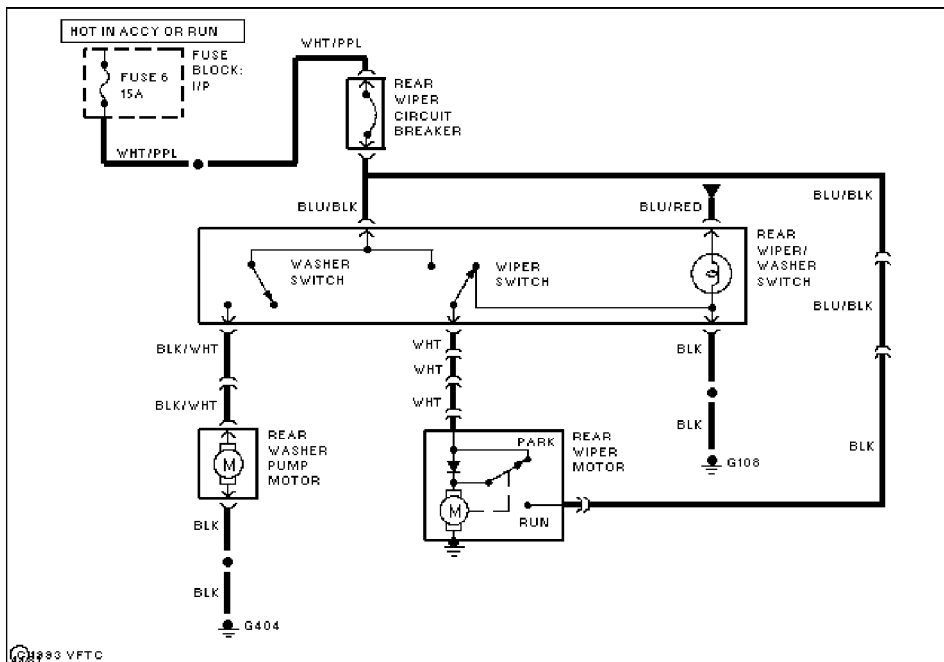 HOT IN ACCY OR RUN
FUSE 6
15A
FUSE
BLOCK:
I/P
WHT/PPL
WHT/PPL
REAR
WIPER
CIRCUIT
BREAKER
BLU/BLK
BLU/RED
BLU/BLK
WASHER
SWITCH
WIPER
SWITCH
REAR
WIPER/
WASHER
SWITCH
BLU/BLK
BLK/WHT
WHT
BLK
WHT
BLK/WHT
WHT
BLK
BLK
REAR
WASHER
PUMP
MOTOR
M
PARK
REAR
WIPER
MOTOR
G108
M
RUN
BLK
BLK
G404
1993 VFTC